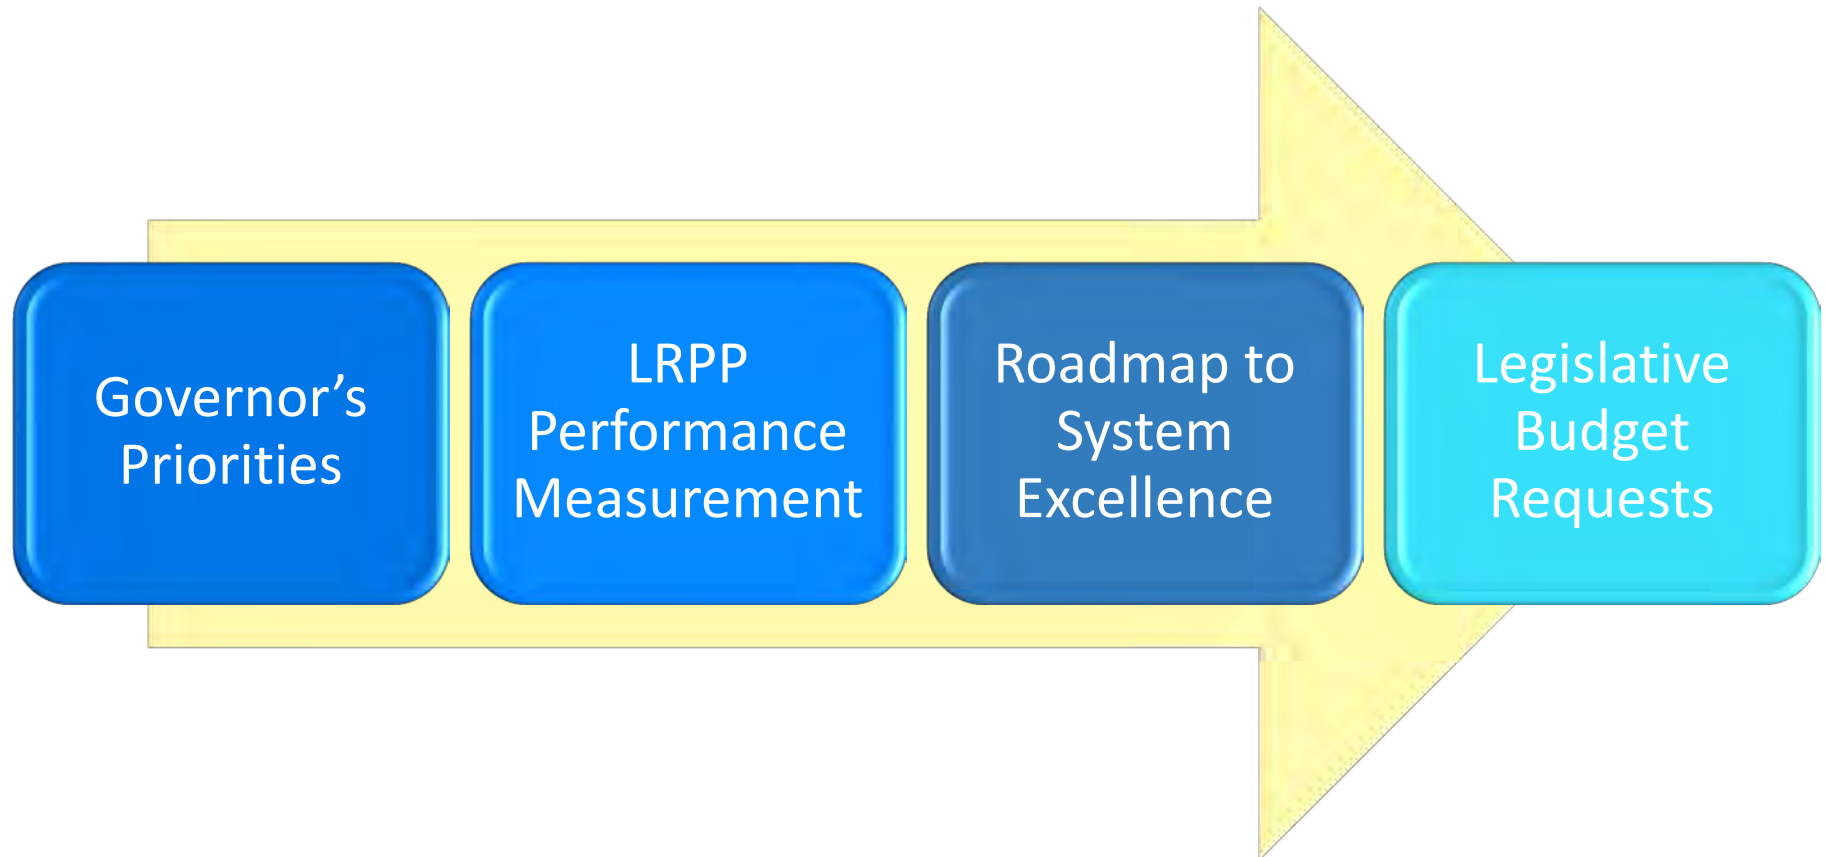 Governor’s
Priorities
LRPP
Performance
Measurement
Roadmap to
System
Excellence
Legislative
Budget
Requests